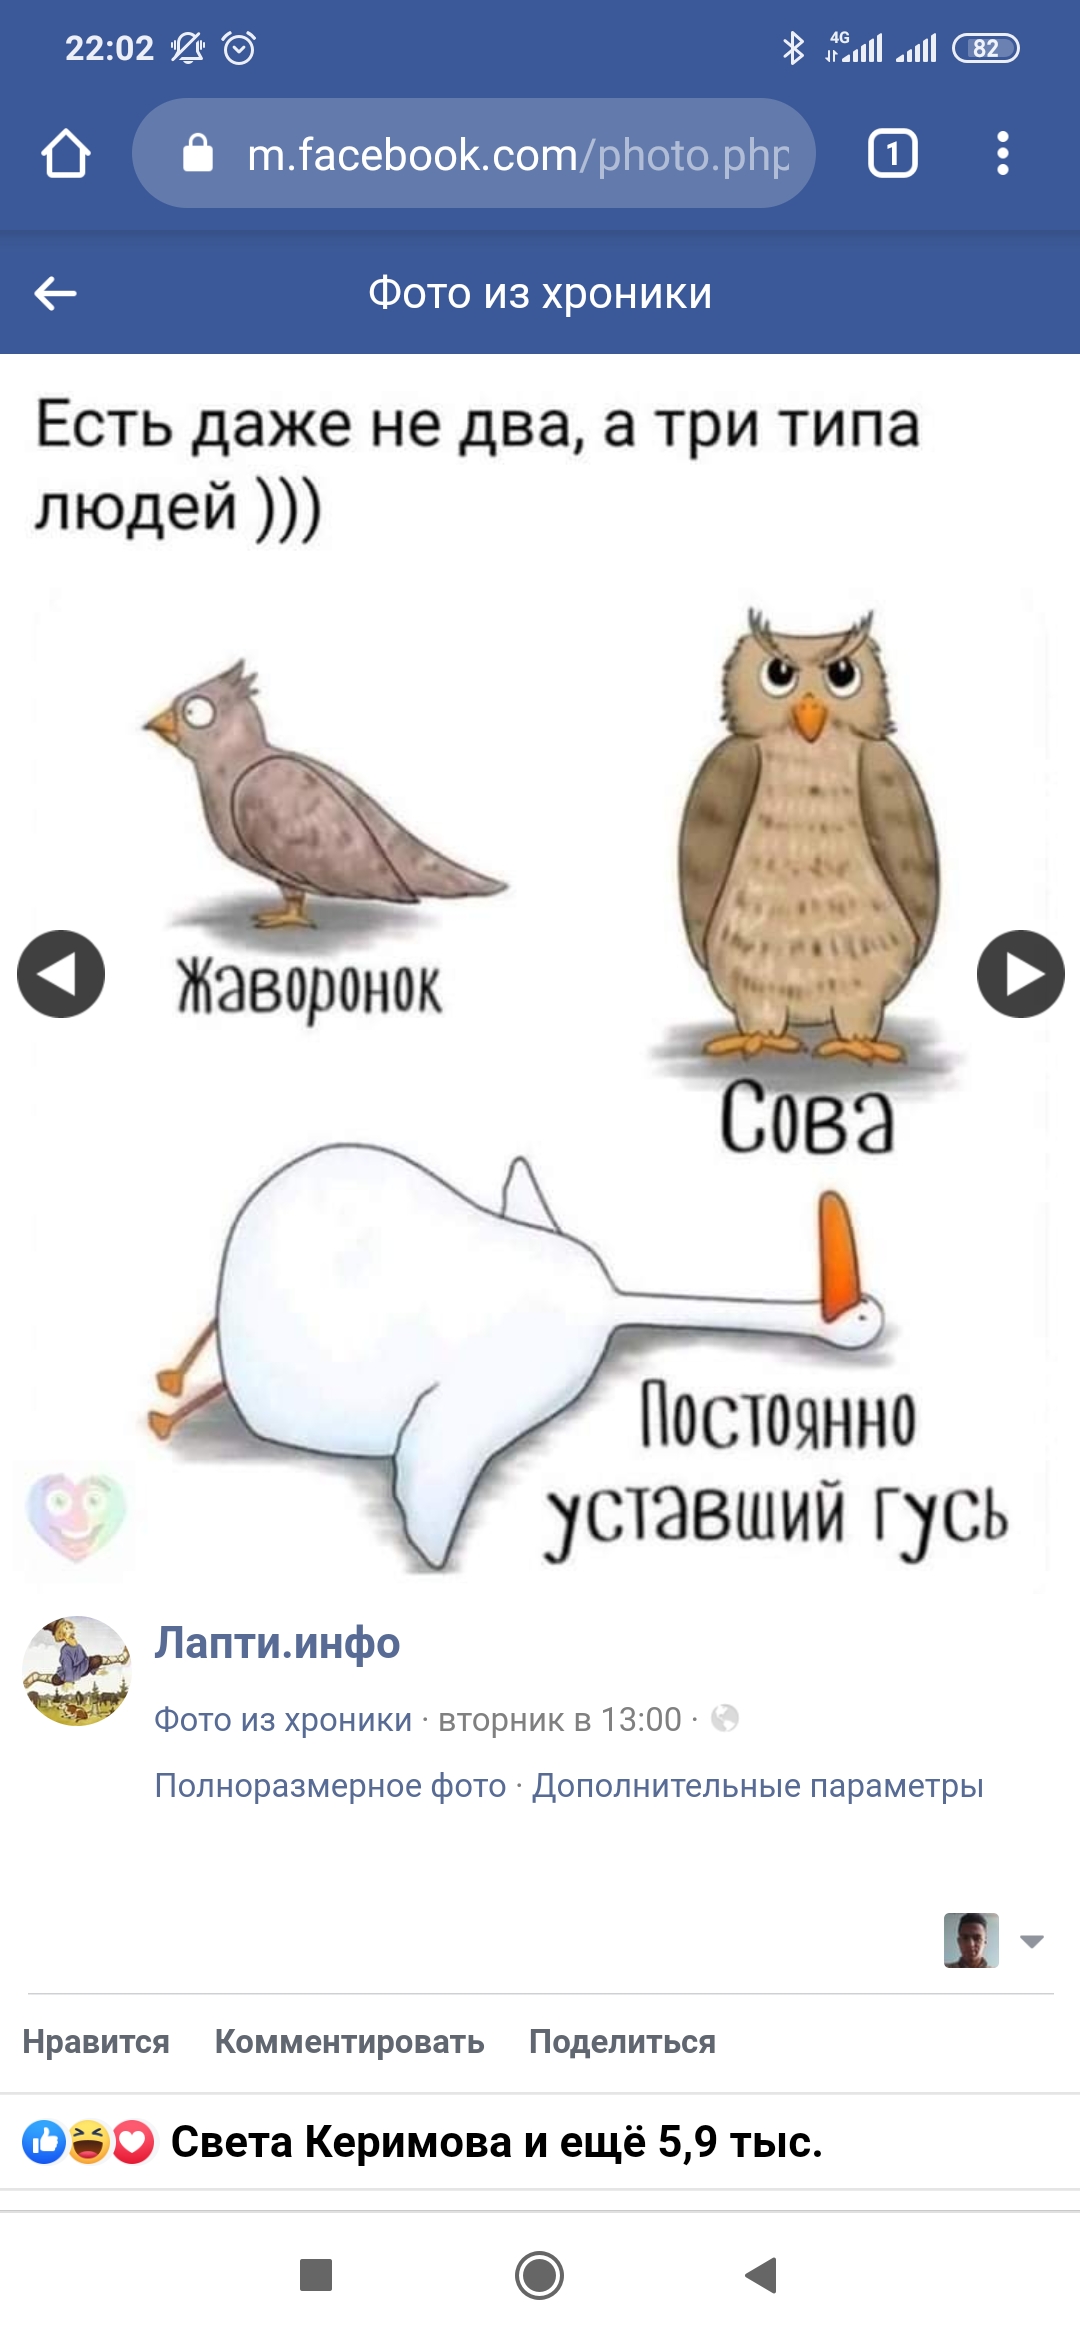 22:02
4G
82
m.facebook.com/photo.php
1
Фото из хроники
Есть даже не два, а три типа
людей )))
Жаворонок
Сова
Постоянно
уставший гусь
Лапти.инфо
Фото из хроники · вторник в 13:00 ·
Полноразмерное фото · Дополнительные параметры
Нравится Комментировать Поделиться
Света Керимова и ещё 5,9 тыс.